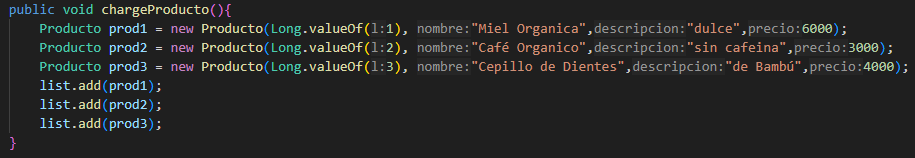 public void chargeProducto(){
    Producto prod1 = new Producto(Long.valueOf(l:1), nombre:"Miel Organica",descripcion:"dulce",precio:6000);
    Producto prod2 = new Producto(Long.valueOf(l:2), nombre:"Café Organico",descripcion:"sin cafeina",precio:3000);
    Producto prod3 = new Producto(Long.valueOf(l:3), nombre:"Cepillo de Dientes",descripcion:"de Bambú",precio:4000);
    list.add(prod1);
    list.add(prod2);
    list.add(prod3);
}